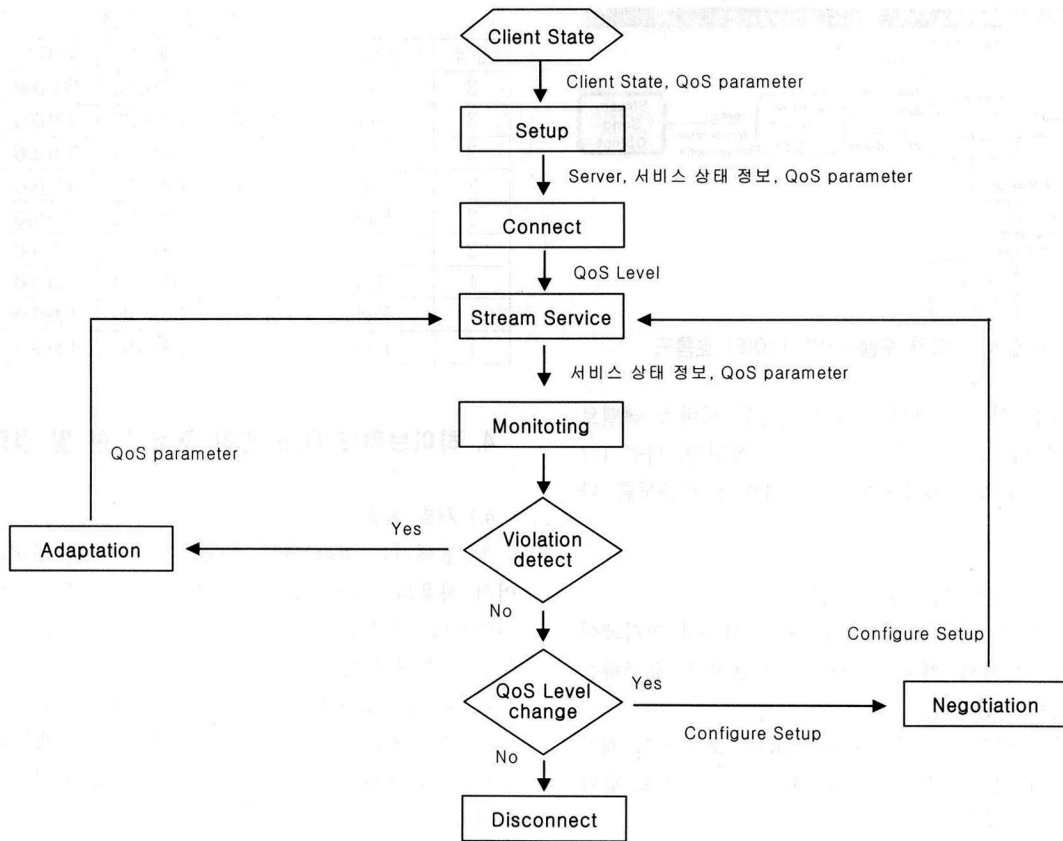 Client State
Client State, QoS parameter
Setup
Server, 서비스 상태 정보, QoS parameter
Connect
QoS Level
Stream Service
서비스 상태 정보, QoS parameter
Monitoting
QoS parameter
Violation
detect
Yes
Adaptation
No
Configure Setup
QoS Level
change
Yes
Configure Setup
Negotiation
No
Disconnect